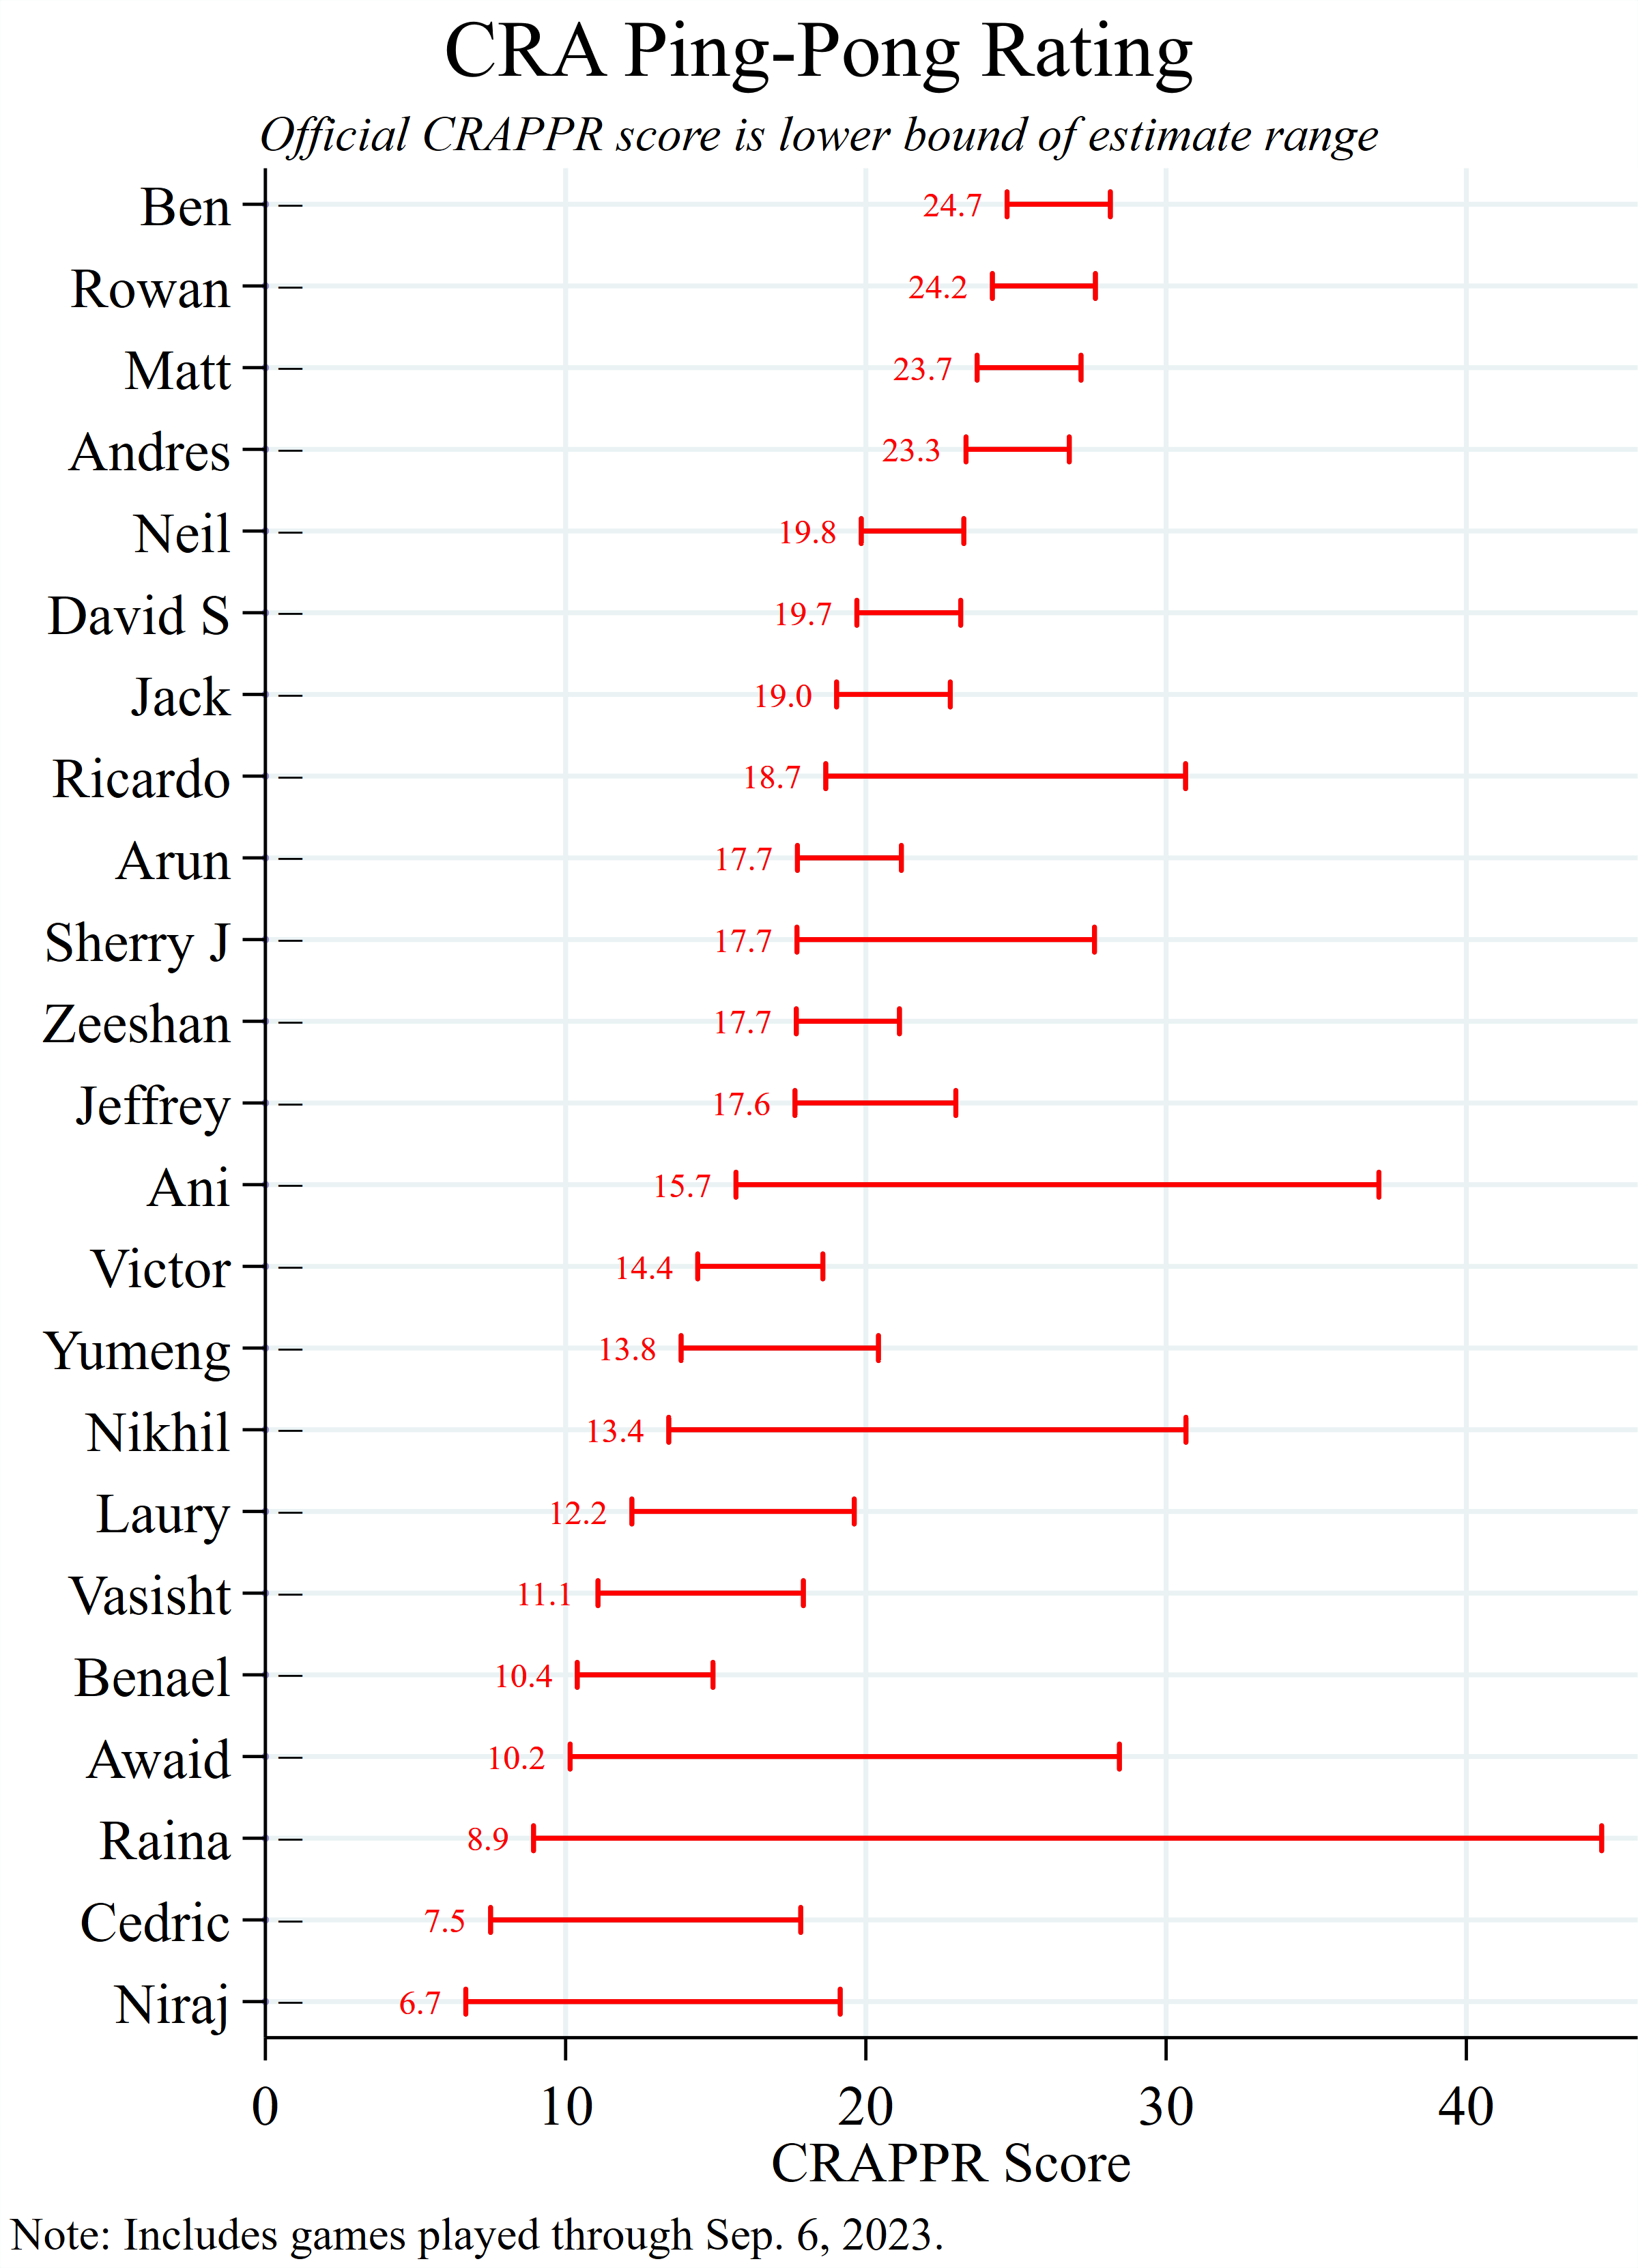 CRA Ping-Pong Rating
Official CRAPPR score is lower bound of estimate range
Ben 24.7
Rowan 24.2
Matt 23.7
Andres 23.3
Neil 19.8
David S 19.7
Jack 19.0
Ricardo 18.7
Arun 17.7
Sherry J 17.7
Zeeshan 17.7
Jeffrey 17.6
Ani 15.7
Victor 14.4
Yumeng 13.8
Nikhil 13.4
Laury 12.2
Vasisht 11.1
Benael 10.4
Awaid 10.2
Raina 8.9
Cedric 7.5
Niraj 6.7
0 10 20 30 40
CRAPPR Score
Note: Includes games played through Sep. 6, 2023.